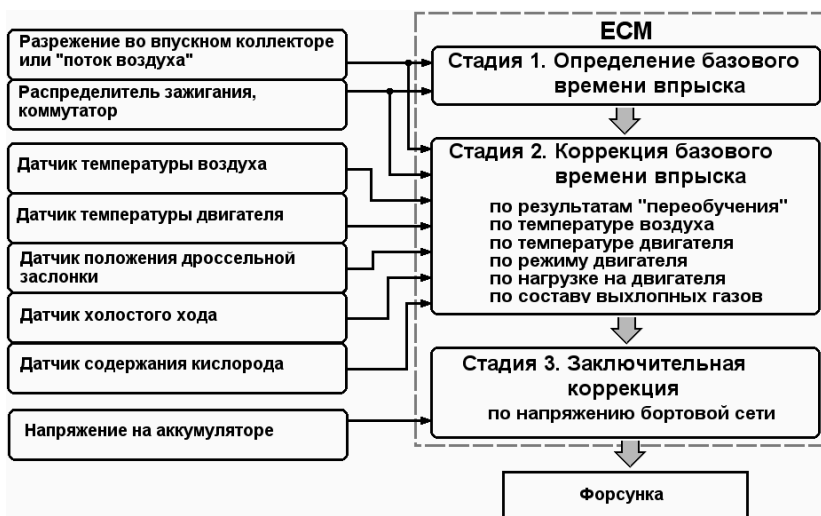 Разрежение во впускном коллекторе
или "поток воздуха"
Распределитель зажигания,
коммутатор
Датчик температуры воздуха
Датчик температуры двигателя
Датчик положения дроссельной
заслонки
Датчик холостого хода
Датчик содержания кислорода
Напряжение на аккумуляторе
ECM
Стадия 1. Определение базового
времени впрыска
Стадия 2. Коррекция базового
времени впрыска
по результатам "переобучения"
по температуре воздуха
по температуре двигателя
по режиму двигателя
по нагрузке на двигателя
по составу выхлопных газов
Стадия 3. Заключительная
коррекция
по напряжению бортовой сети
Форсунка